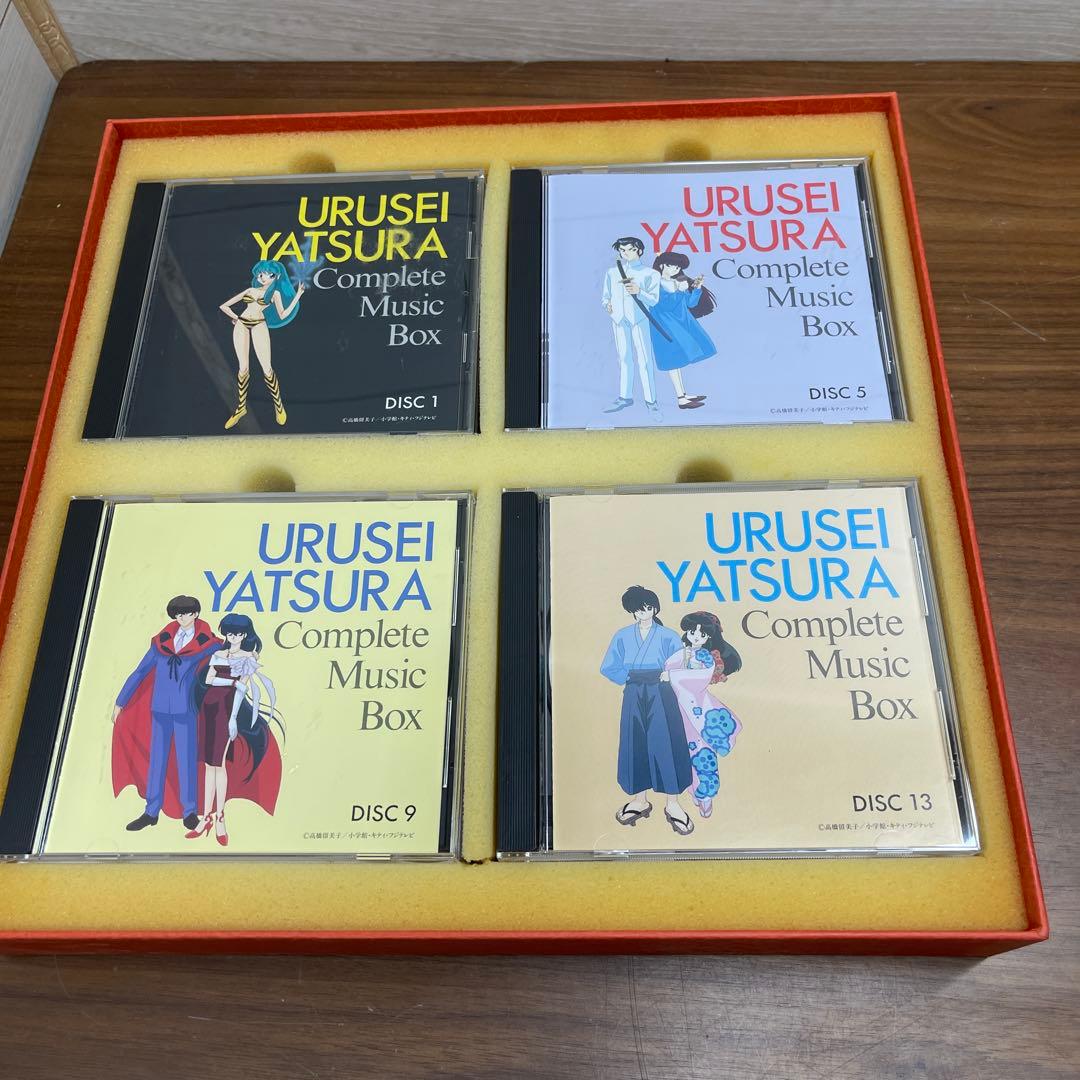 URUSEI
YATSURA
Complete
Music
Box
DISC 1
©高橋留美子／小学館・キティ・フジテレビ
URUSEI
YATSURA
Complete
Music
Box
DISC 5
©高橋留美子／小学館・キティ・フジテレビ
URUSEI
YATSURA
Complete
Music
Box
DISC 9
©高橋留美子／小学館・キティ・フジテレビ
URUSEI
YATSURA
Complete
Music
Box
DISC 13
©高橋留美子／小学館・キティ・フジテレビ